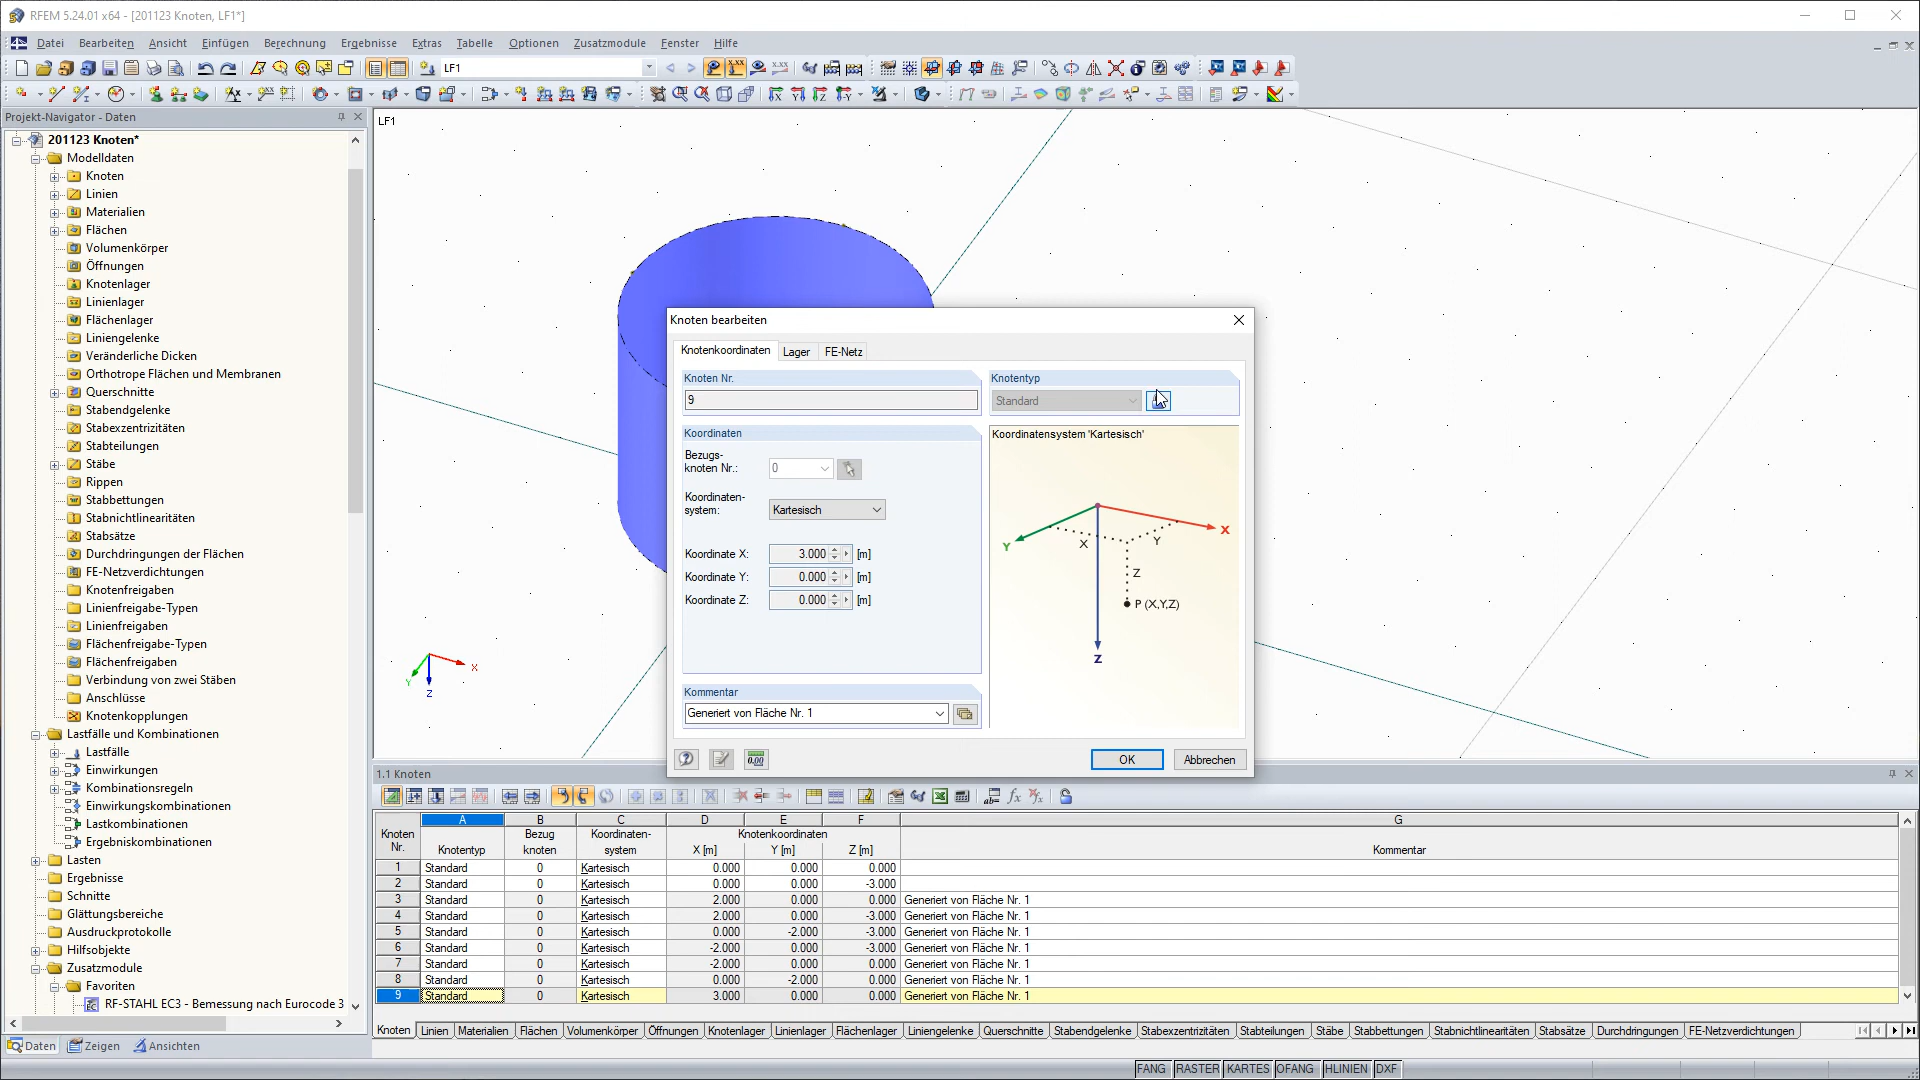 RFEM 5.24.01 x64 - [201123 Knoten, LF1*]
Datei Bearbeiten Ansicht Einfügen Berechnung Ergebnisse Extras Tabelle Optionen Zusatzmodule Fenster Hilfe
LF1
Projekt-Navigator - Daten
201123 Knoten*
Modelldaten
Knoten
Linien
Materialien
Flächen
Volumenkörper
Öffnungen
Knotenlager
Linienlager
Flächenlager
Liniengelenke
Veränderliche Dicken
Orthotrope Flächen und Membranen
Querschnitte
Stabendgelenke
Stabexzentrizitäten
Stabteilungen
Stäbe
Rippen
Stabbettungen
Stabnichtlinearitäten
Stabsätze
Durchdringungen der Flächen
FE-Netzverdichtungen
Knotenfreigaben
Linienfreigabe-Typen
Linienfreigaben
Flächenfreigabe-Typen
Flächenfreigaben
Verbindung von zwei Stäben
Anschlüsse
Knotenkopplungen
Lastfälle und Kombinationen
Lastfälle
Einwirkungen
Kombinationsregeln
Einwirkungskombinationen
Lastkombinationen
Ergebniskombinationen
Lasten
Ergebnisse
Schnitte
Glättungsbereiche
Ausdruckprotokolle
Hilfsobjekte
Zusatzmodule
Favoriten
RF-STAHL EC3 - Bemessung nach Eurocode 3
Daten Zeigen Ansichten
LF1
X
Y
Z
Knoten bearbeiten
Knotenkoordinaten Lager FE-Netz
Knoten Nr.
9
Knotentyp
Standard
Koordinaten
Bezugs-
knoten Nr.: 0
Koordinaten-
system: Kartesisch
Koordinate X: 3.000 [m]
Koordinate Y: 0.000 [m]
Koordinate Z: 0.000 [m]
Koordinatensystem 'Kartesisch'
X
Y
X
Y
Z
P (X,Y,Z)
Z
Kommentar
Generiert von Fläche Nr. 1
0.00
OK Abbrechen
1.1 Knoten
A B C D E F G
Knoten Bezug Koordinaten- Knotenkoordinaten
Nr. Knotentyp knoten system X [m] Y [m] Z [m] Kommentar
1 Standard 0 Kartesisch 0.000 0.000 0.000
2 Standard 0 Kartesisch 0.000 0.000 -3.000
3 Standard 0 Kartesisch 2.000 0.000 0.000 Generiert von Fläche Nr. 1
4 Standard 0 Kartesisch 2.000 0.000 -3.000 Generiert von Fläche Nr. 1
5 Standard 0 Kartesisch 0.000 -2.000 -3.000 Generiert von Fläche Nr. 1
6 Standard 0 Kartesisch -2.000 0.000 -3.000 Generiert von Fläche Nr. 1
7 Standard 0 Kartesisch -2.000 0.000 0.000 Generiert von Fläche Nr. 1
8 Standard 0 Kartesisch 0.000 -2.000 0.000 Generiert von Fläche Nr. 1
9 Standard 0 Kartesisch 3.000 0.000 0.000 Generiert von Fläche Nr. 1
Knoten Linien Materialien Flächen Volumenkörper Öffnungen Knotenlager Linienlager Flächenlager Liniengelenke Querschnitte Stabendgelenke Stabexzentrizitäten Stabteilungen Stäbe Stabbettungen Stabnichtlinearitäten Stabsätze Durchdringungen FE-Netzverdichtungen
FANG RASTER KARTES OFANG HLINIEN DXF